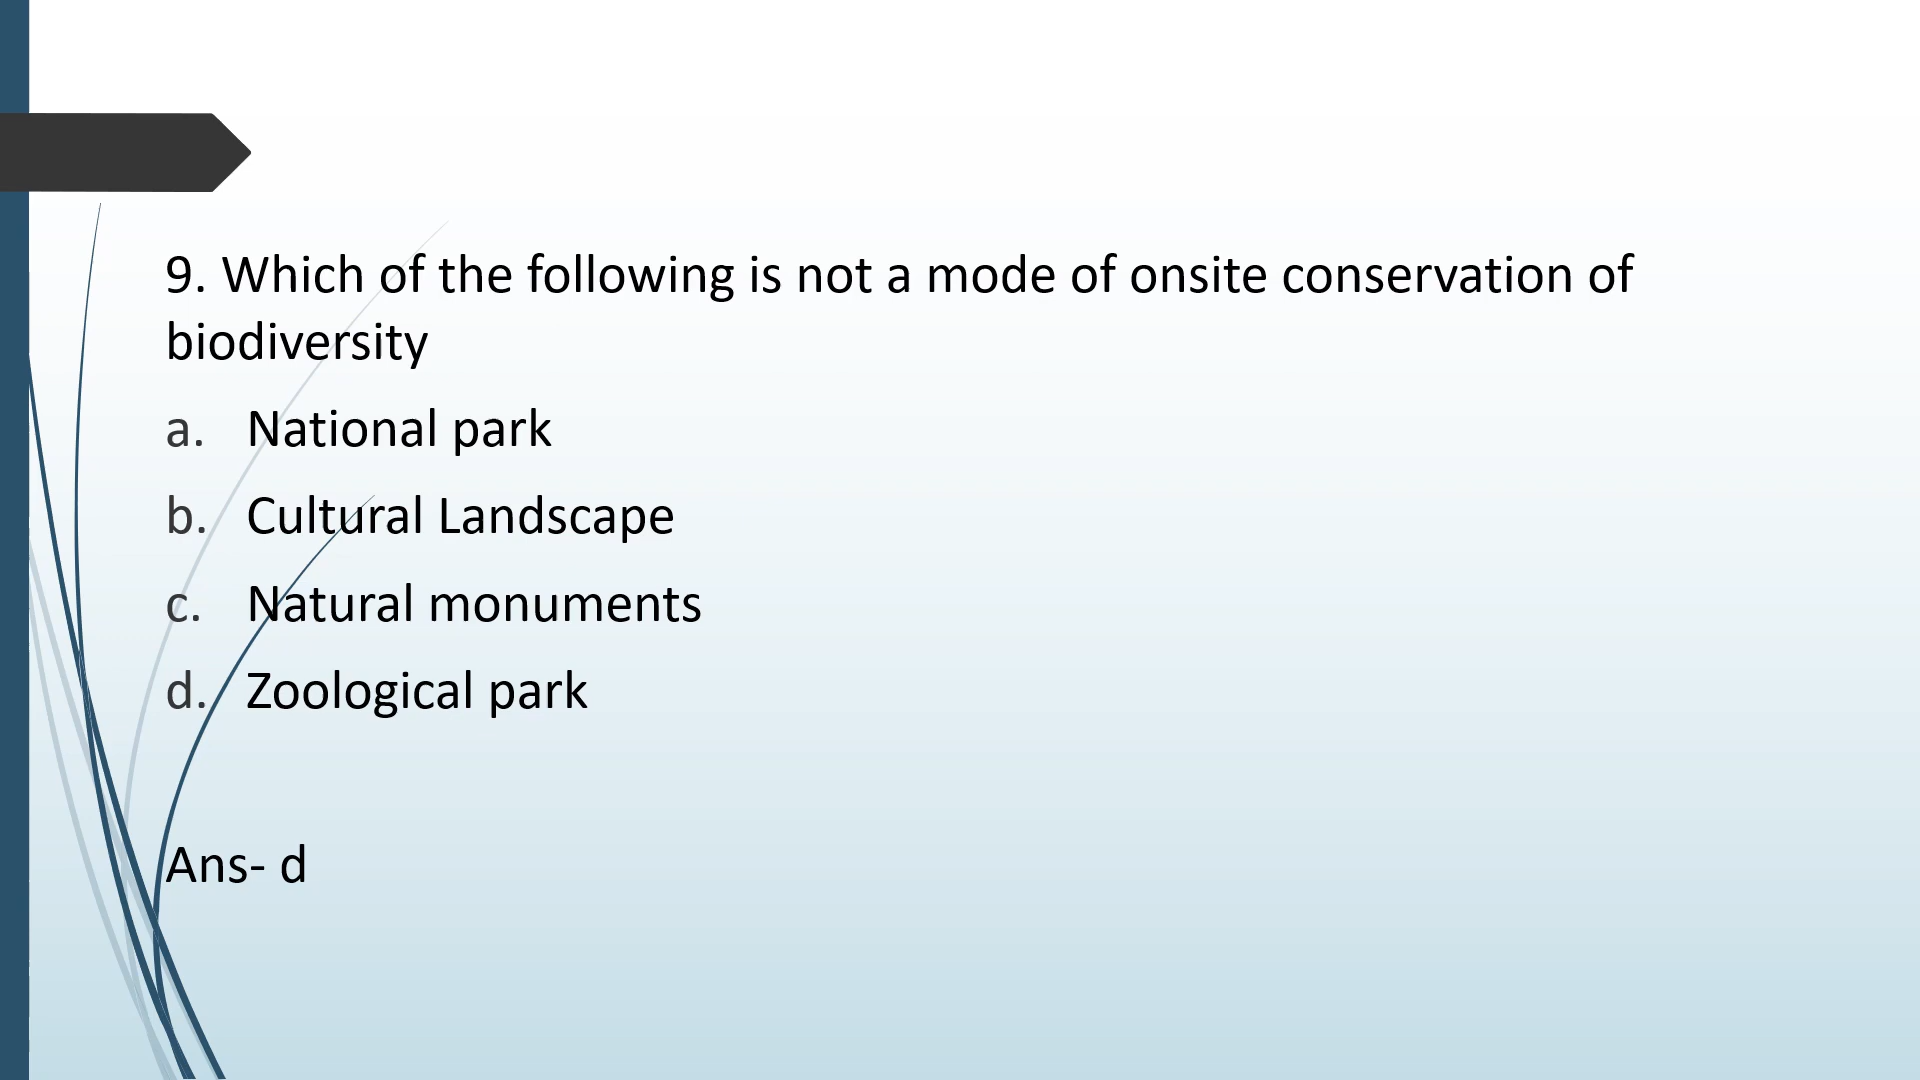 9. Which of the following is not a mode of onsite conservation of
biodiversity
a. National park
b. Cultural Landscape
c. Natural monuments
d. Zoological park
Ans- d